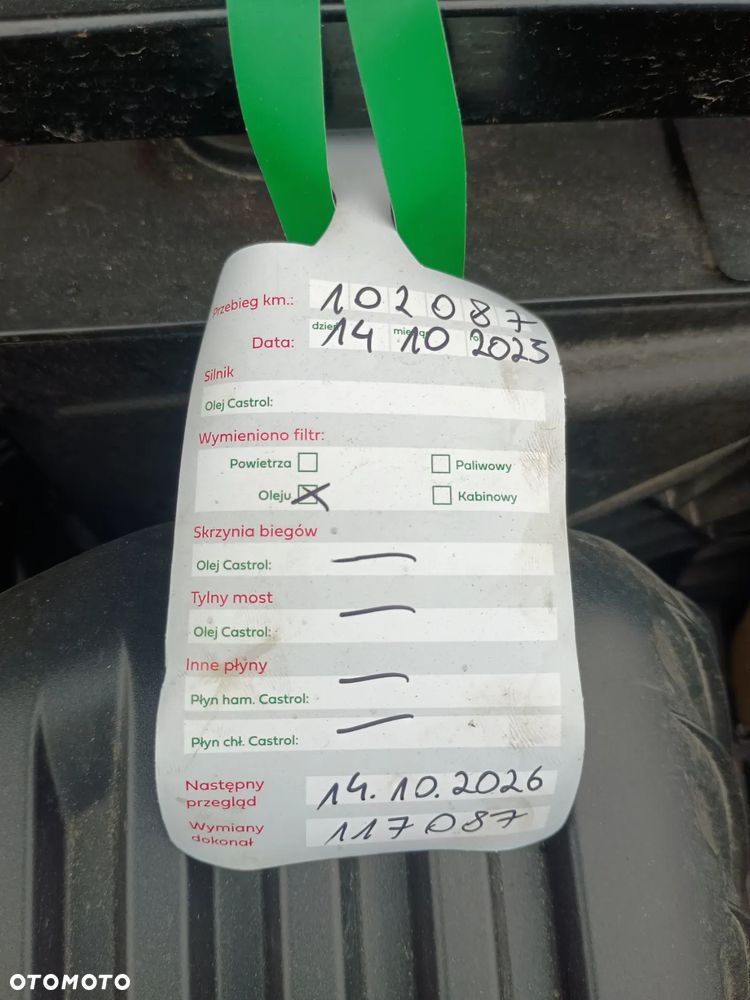 Przebieg km.: 102087
Data: dzień 14 10 2025
Silnik
Olej Castrol:
Wymieniono filtr:
Powietrza Paliwowy
Oleju Kabinowy
Skrzynia biegów
Olej Castrol:
Tylny most
Olej Castrol:
Inne płyny
Płyn ham. Castrol:
Płyn chł. Castrol:
Następny
przegląd 14.10.2026
Wymiany
dokonał 117087
OTOMOTO